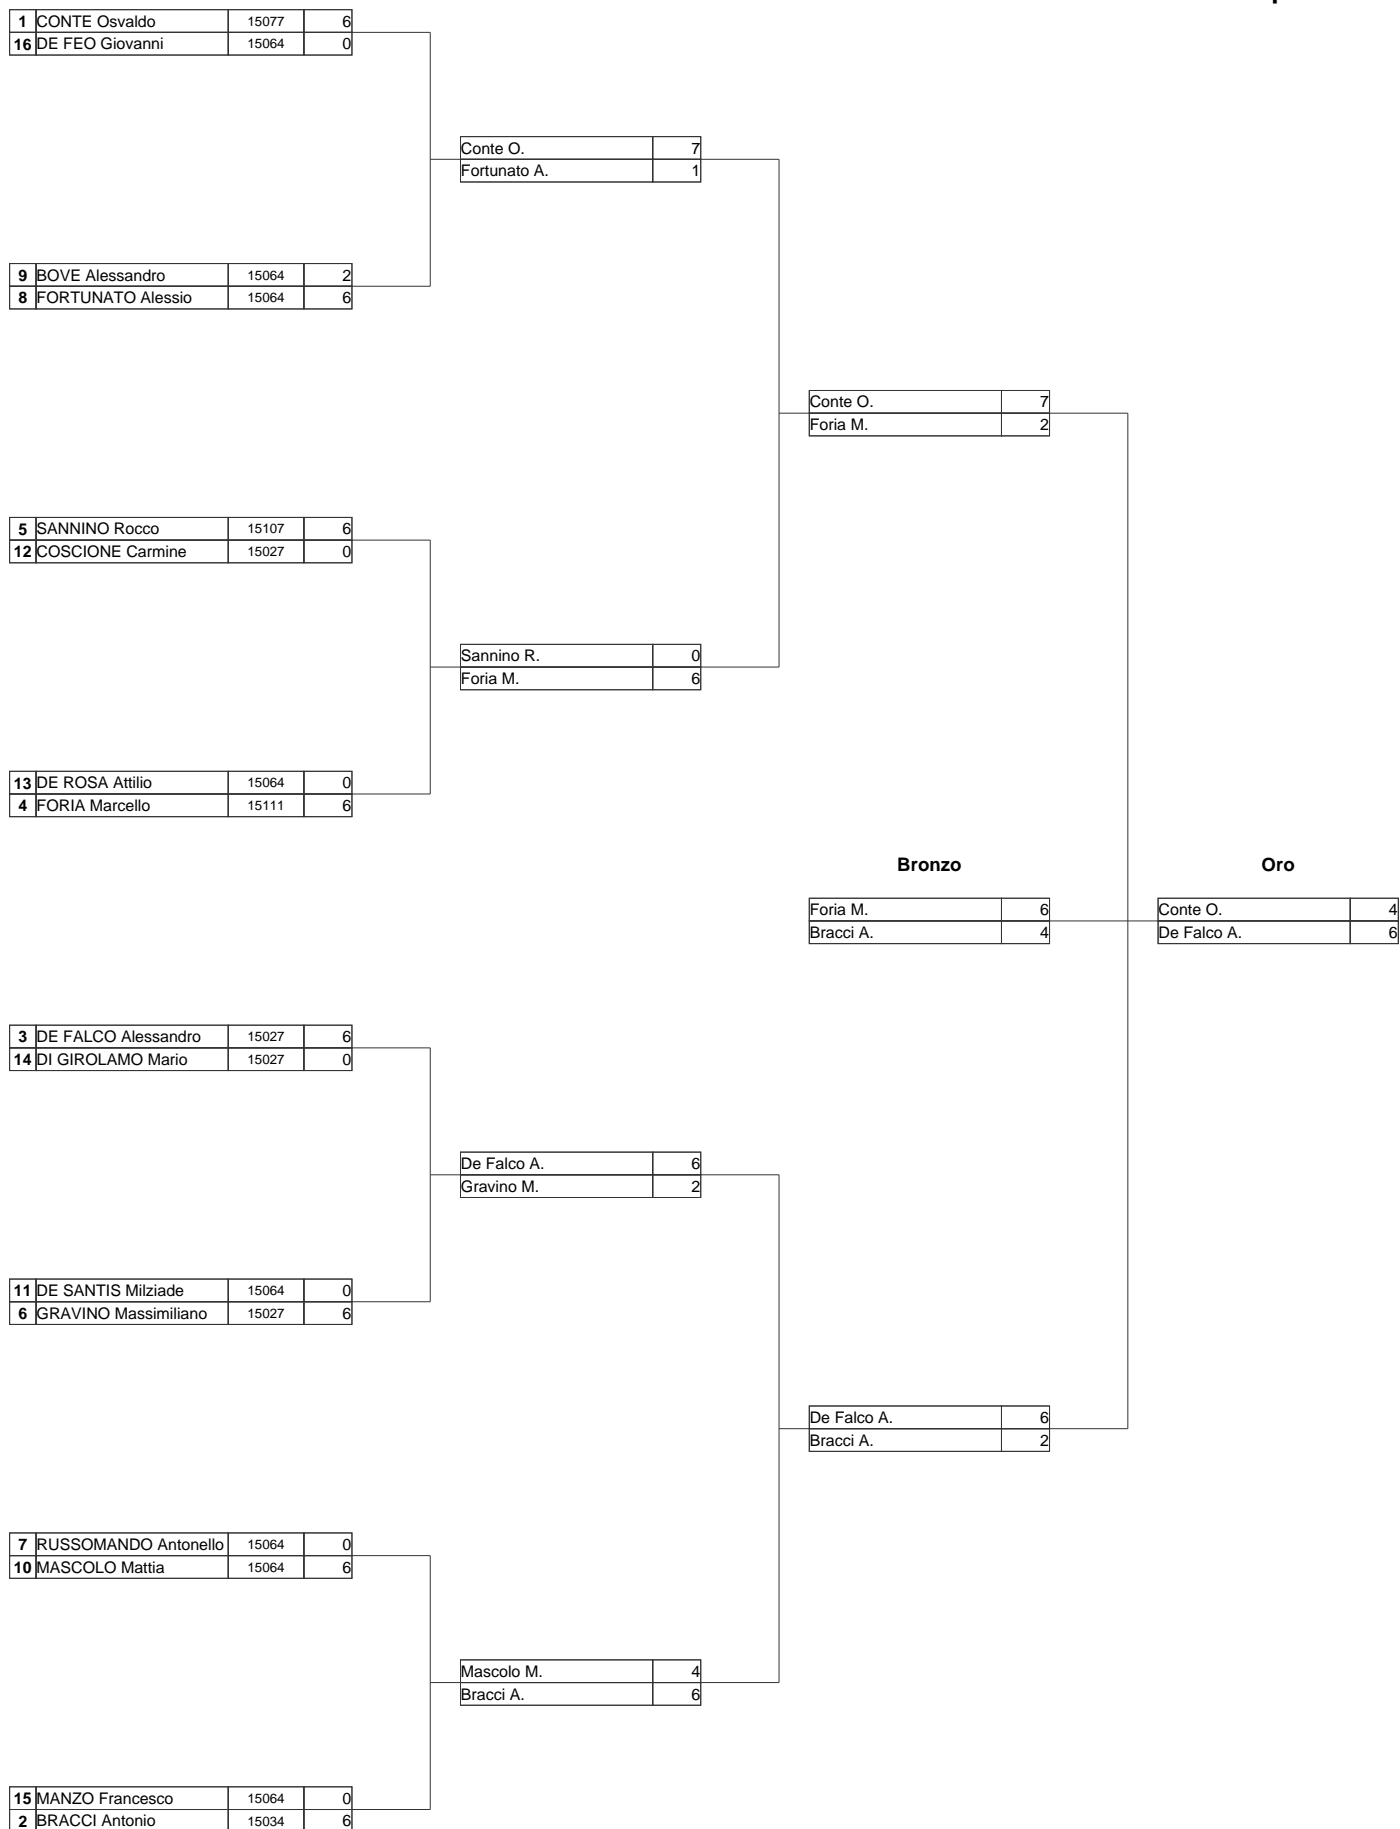 1 CONTE Osvaldo 15077 6
16 DE FEO Giovanni 15064 0
Conte O. 7
Fortunato A. 1
9 BOVE Alessandro 15064 2
8 FORTUNATO Alessio 15064 6
Conte O. 7
Foria M. 2
5 SANNINO Rocco 15107 6
12 COSCIONE Carmine 15027 0
Sannino R. 0
Foria M. 6
13 DE ROSA Attilio 15064 0
4 FORIA Marcello 15111 6
Bronzo Oro
Foria M. 6 Conte O. 4
Bracci A. 4 De Falco A. 6
3 DE FALCO Alessandro 15027 6
14 DI GIROLAMO Mario 15027 0
De Falco A. 6
Gravino M. 2
11 DE SANTIS Milziade 15064 0
6 GRAVINO Massimiliano 15027 6
De Falco A. 6
Bracci A. 2
7 RUSSOMANDO Antonello 15064 0
10 MASCOLO Mattia 15064 6
Mascolo M. 4
Bracci A. 6
15 MANZO Francesco 15064 0
2 BRACCI Antonio 15034 6